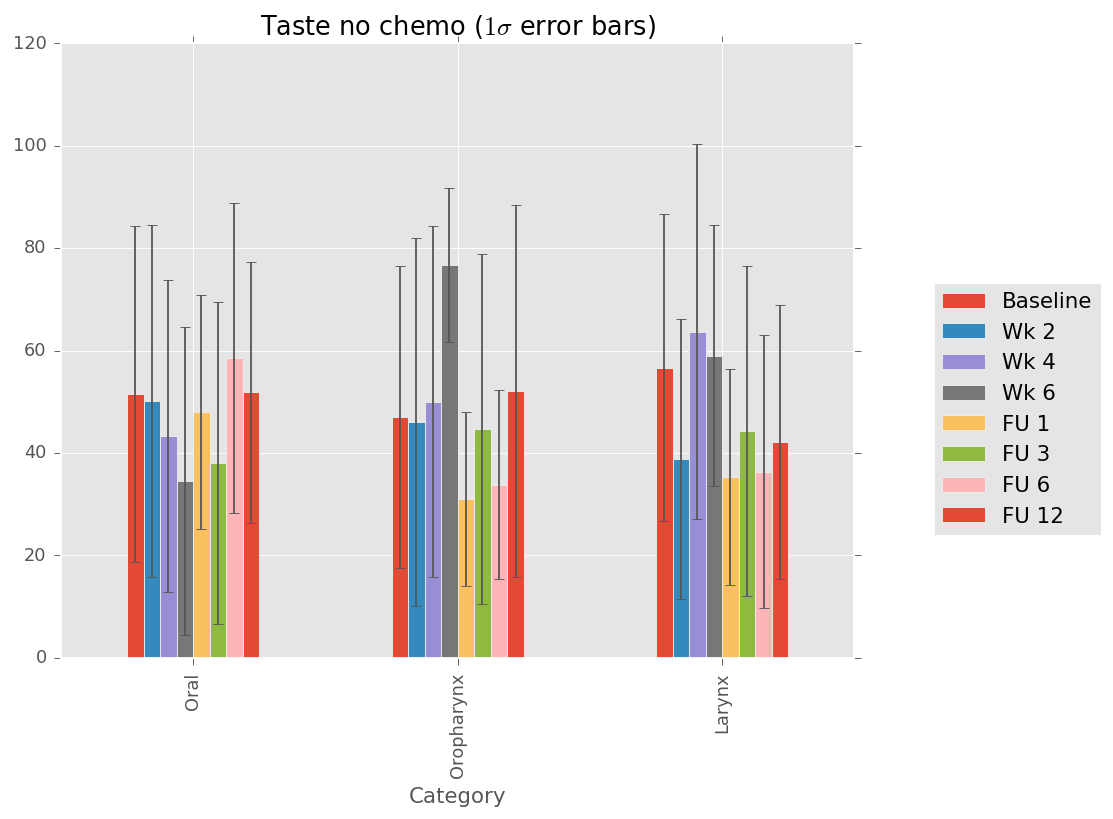 Taste no chemo (1σ error bars)
120
100
80
60
40
20
0
Oral
Oropharynx
Larynx
Category
Baseline
Wk 2
Wk 4
Wk 6
FU 1
FU 3
FU 6
FU 12